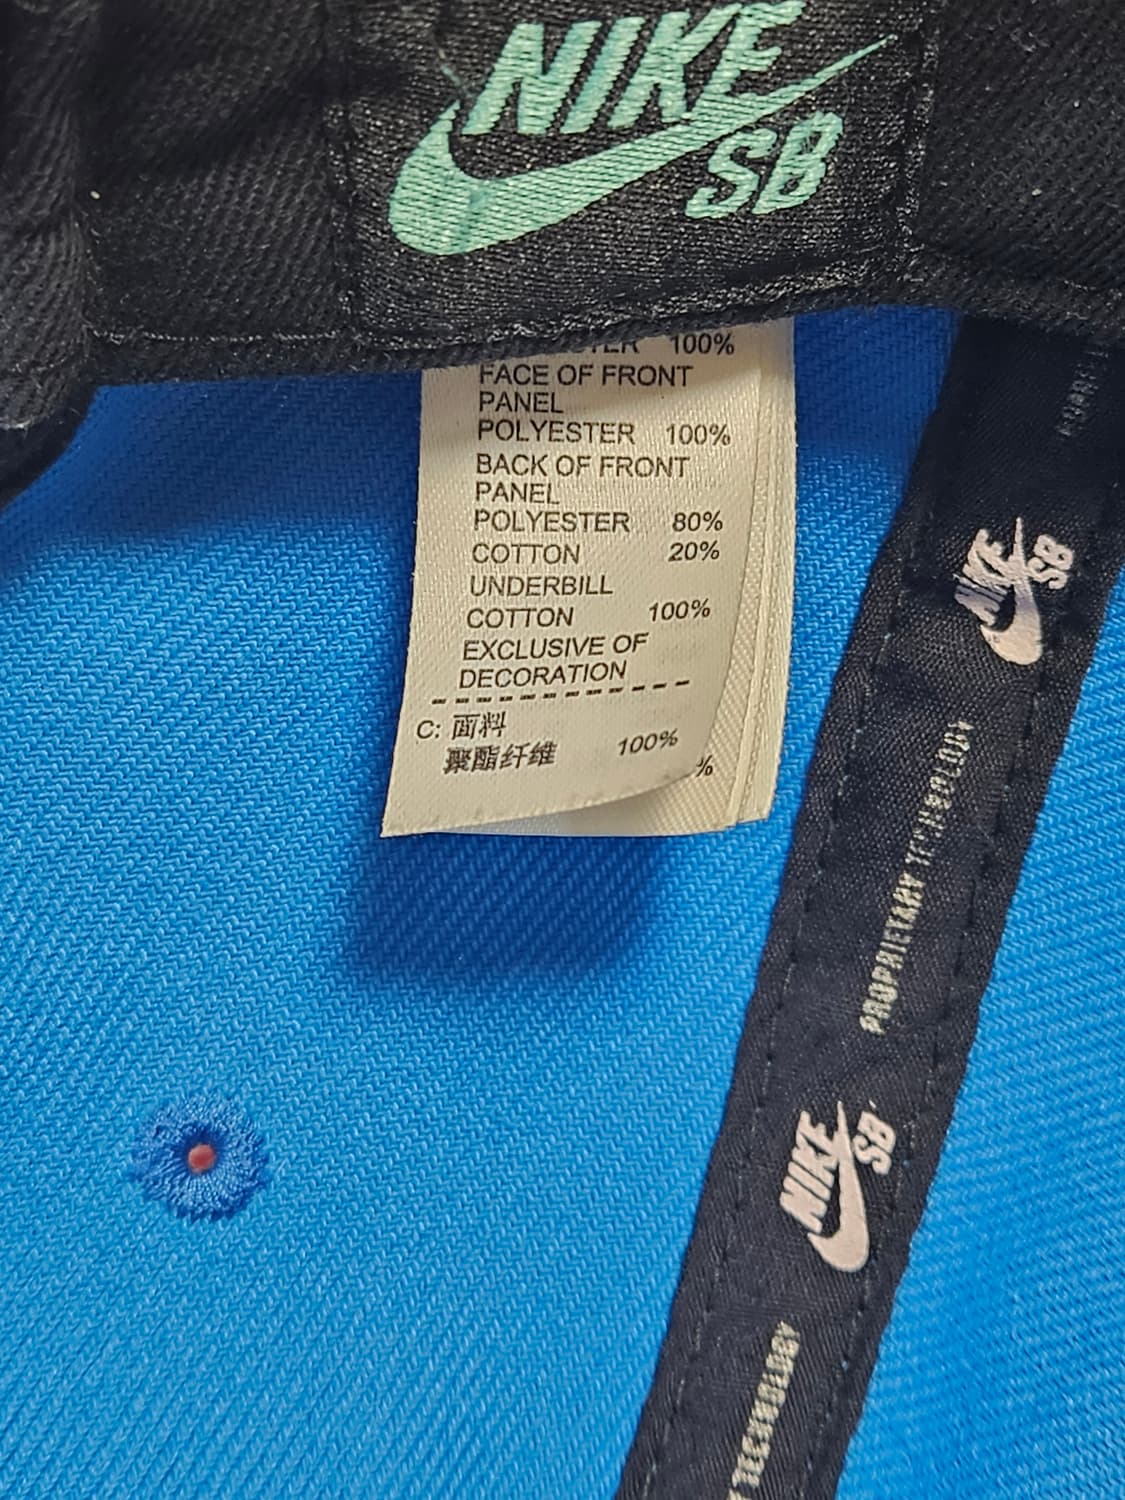 NIKE
SB
100%
FACE OF FRONT
PANEL
POLYESTER 100%
BACK OF FRONT
PANEL
POLYESTER 80%
COTTON 20%
UNDERBILL
COTTON 100%
EXCLUSIVE OF
DECORATION
C: 面料
聚酯纤维 100%
%
NIKE
SB
PROPRIETARY TECHNOLOGY
NIKE
SB
TECHNOLOGY